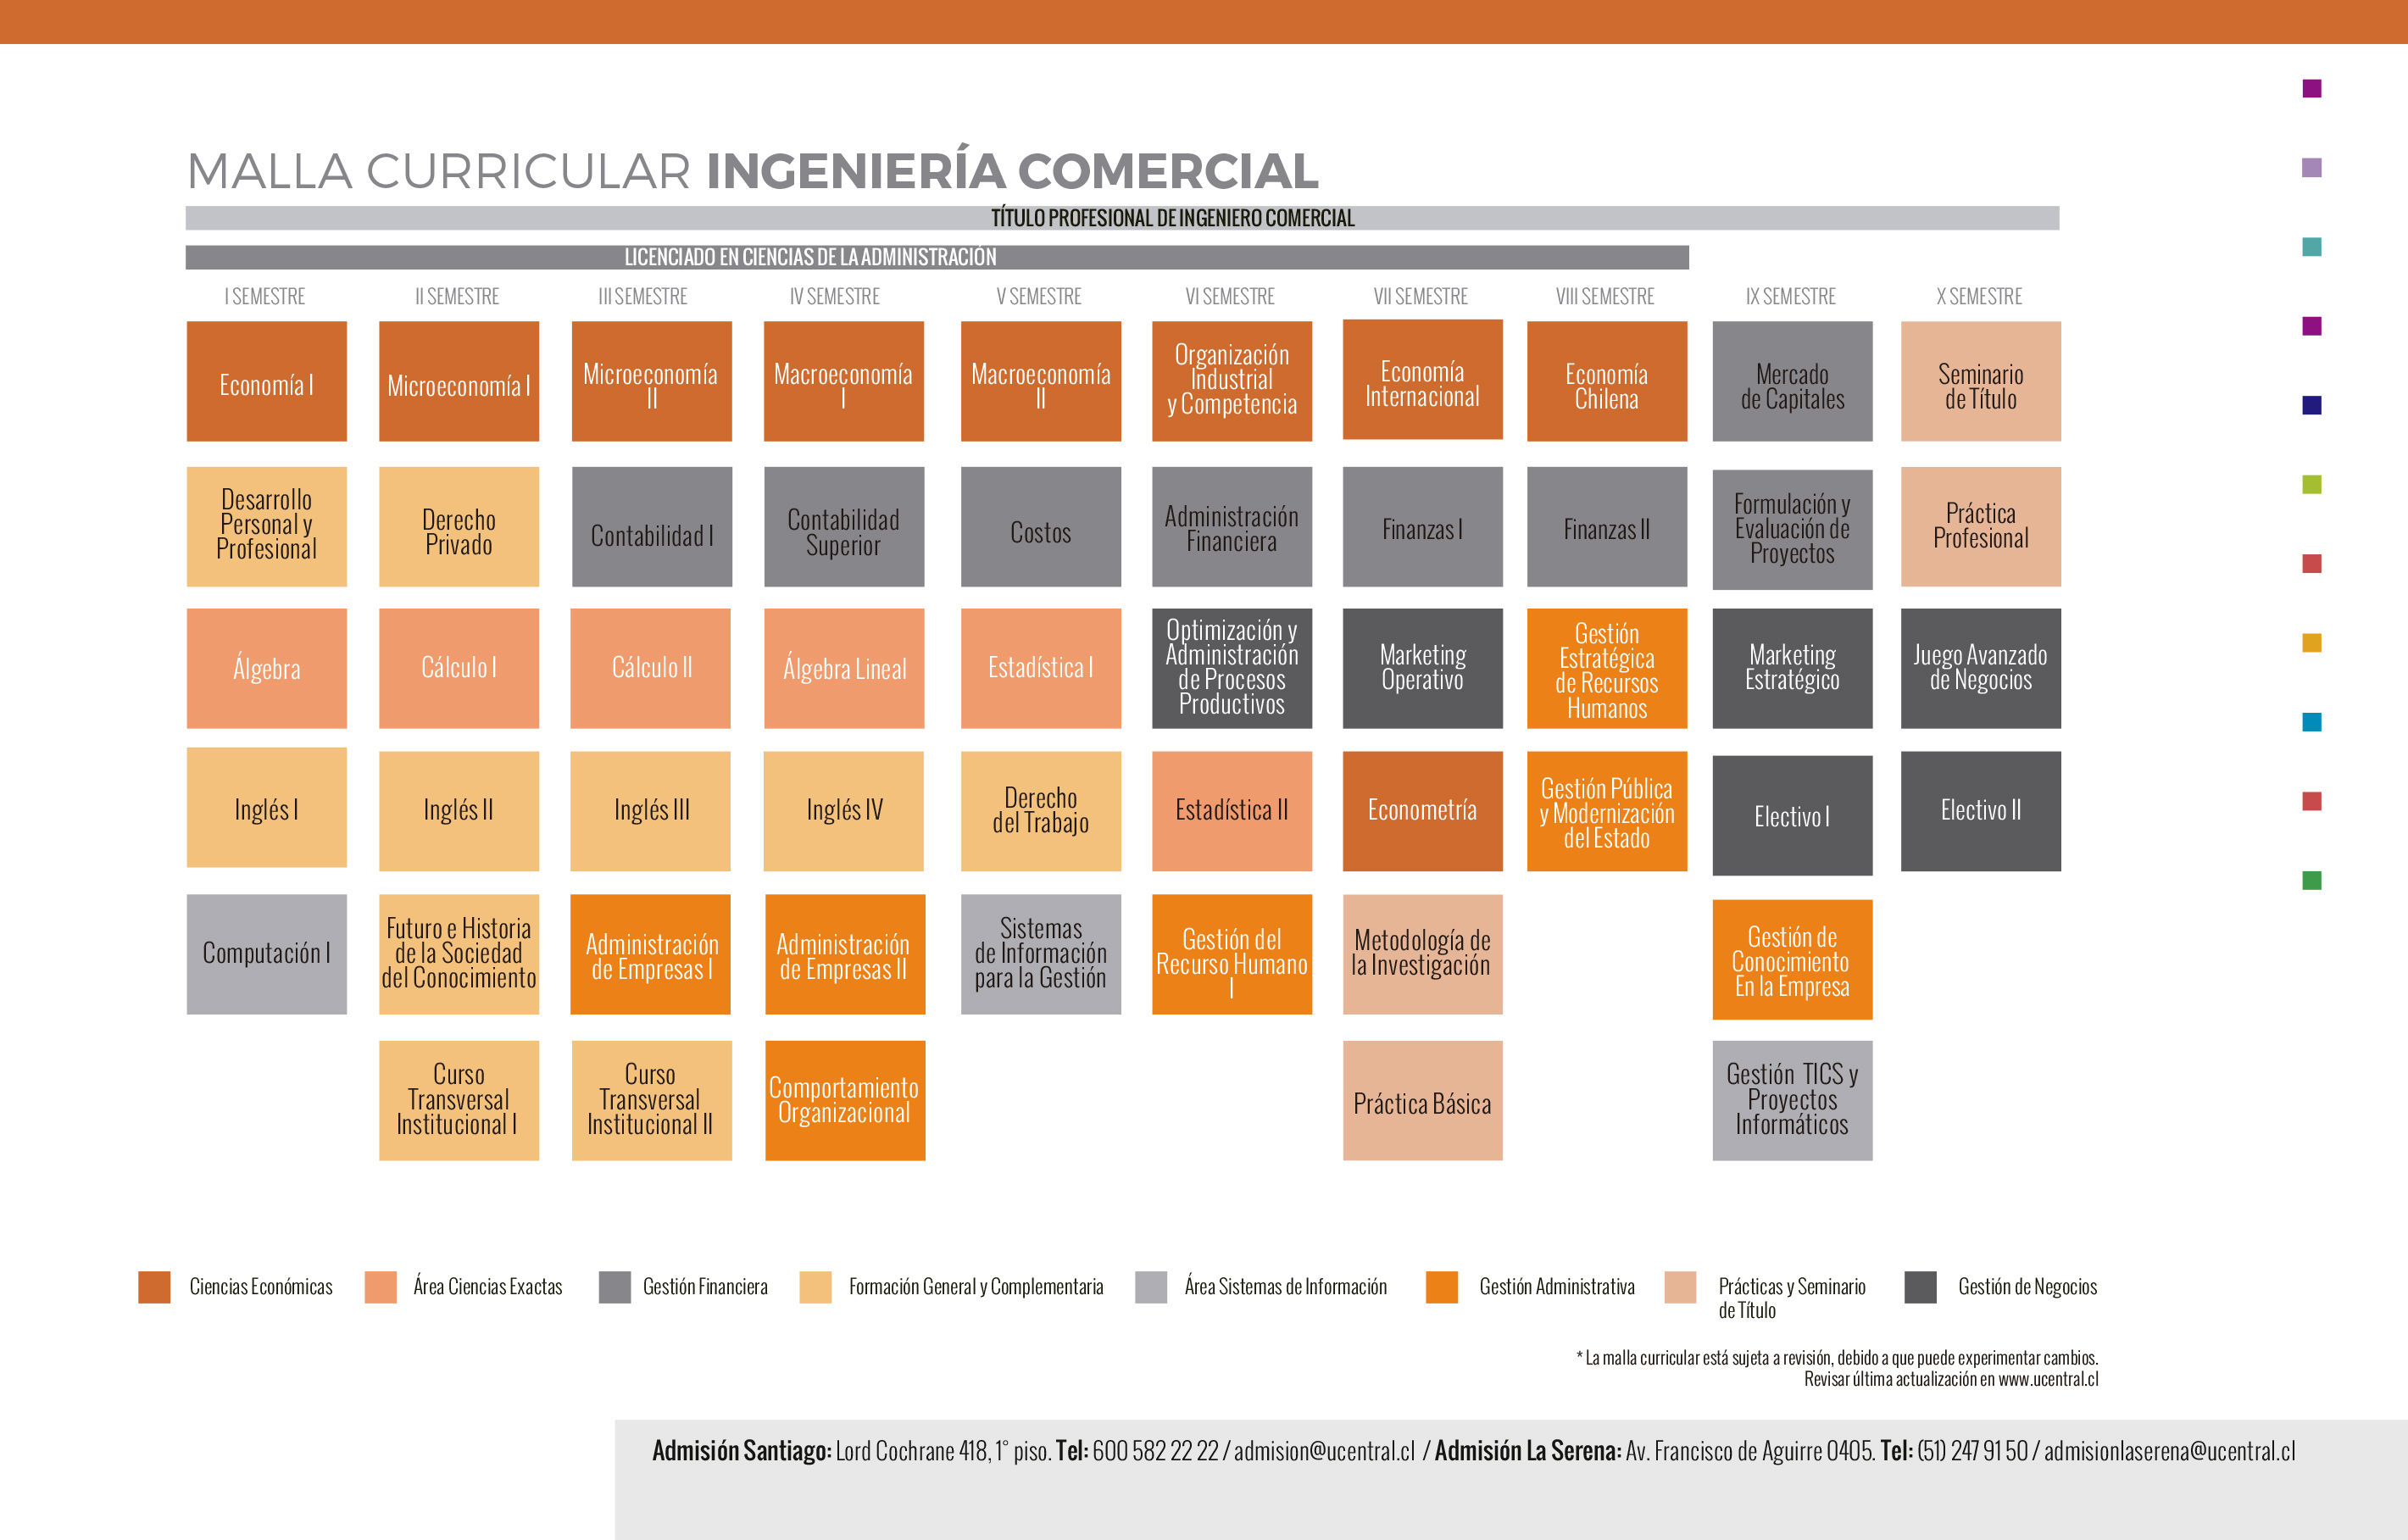 MALLA CURRICULAR INGENIERÍA COMERCIAL
TÍTULO PROFESIONAL DE INGENIERO COMERCIAL
LICENCIADO EN CIENCIAS DE LA ADMINISTRACIÓN
I SEMESTRE
II SEMESTRE
III SEMESTRE
IV SEMESTRE
V SEMESTRE
VI SEMESTRE
VII SEMESTRE
VIII SEMESTRE
IX SEMESTRE
X SEMESTRE
Economía I
Microeconomía I
Microeconomía
II
Macroeconomía
I
Macroeconomía
II
Organización
Industrial
y Competencia
Economía
Internacional
Economía
Chilena
Mercado
de Capitales
Seminario
de Título
Desarrollo
Personal y
Profesional
Derecho
Privado
Contabilidad I
Contabilidad
Superior
Costos
Administración
Financiera
Finanzas I
Finanzas II
Formulación y
Evaluación de
Proyectos
Práctica
Profesional
Álgebra
Cálculo I
Cálculo II
Álgebra Lineal
Estadística I
Optimización y
Administración
de Procesos
Productivos
Marketing
Operativo
Gestión
Estratégica
de Recursos
Humanos
Marketing
Estratégico
Juego Avanzado
de Negocios
Inglés I
Inglés II
Inglés III
Inglés IV
Derecho
del Trabajo
Estadística II
Econometría
Gestión Pública
y Modernización
del Estado
Electivo I
Electivo II
Computación I
Futuro e Historia
de la Sociedad
del Conocimiento
Administración
de Empresas I
Administración
de Empresas II
Sistemas
de Información
para la Gestión
Gestión del
Recurso Humano
I
Metodología de
la Investigación
Gestión de
Conocimiento
En la Empresa
Curso
Transversal
Institucional I
Curso
Transversal
Institucional II
Comportamiento
Organizacional
Práctica Básica
Gestión TICS y
Proyectos
Informáticos
Ciencias Económicas
Área Ciencias Exactas
Gestión Financiera
Formación General y Complementaria
Área Sistemas de Información
Gestión Administrativa
Prácticas y Seminario
de Título
Gestión de Negocios
* La malla curricular está sujeta a revisión, debido a que puede experimentar cambios.
Revisar última actualización en www.ucentral.cl
Admisión Santiago: Lord Cochrane 418, 1° piso. Tel: 600 582 22 22 / admision@ucentral.cl / Admisión La Serena: Av. Francisco de Aguirre 0405. Tel: (51) 247 91 50 / admisionlaserena@ucentral.cl